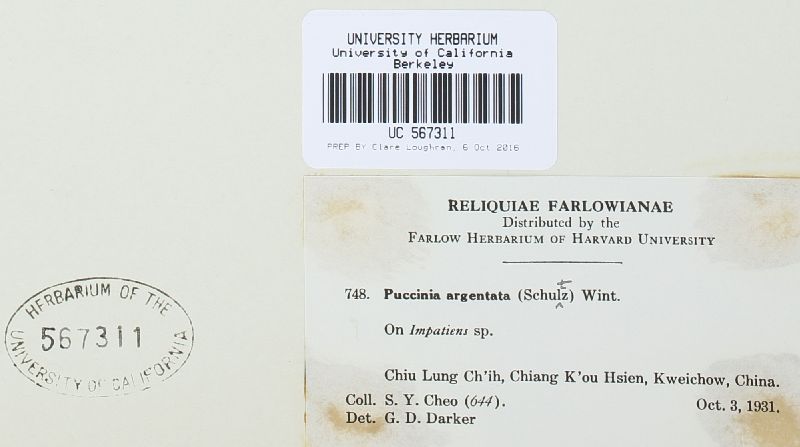 UNIVERSITY HERBARIUM
University of California
Berkeley
UC 567311
PREP BY Clare Loughran, 6 Oct 2016
RELIQUIAE FARLOWIANAE
Distributed by the
FARLOW HERBARIUM OF HARVARD UNIVERSITY
748. Puccinia argentata (Schultz) Wint.
On Impatiens sp.
Chiu Lung Ch'ih, Chiang K'ou Hsien, Kweichow, China.
Coll. S. Y. Cheo (644). Oct. 3, 1931.
Det. G. D. Darker
HERBARIUM OF THE
567311
UNIVERSITY OF CALIFORNIA